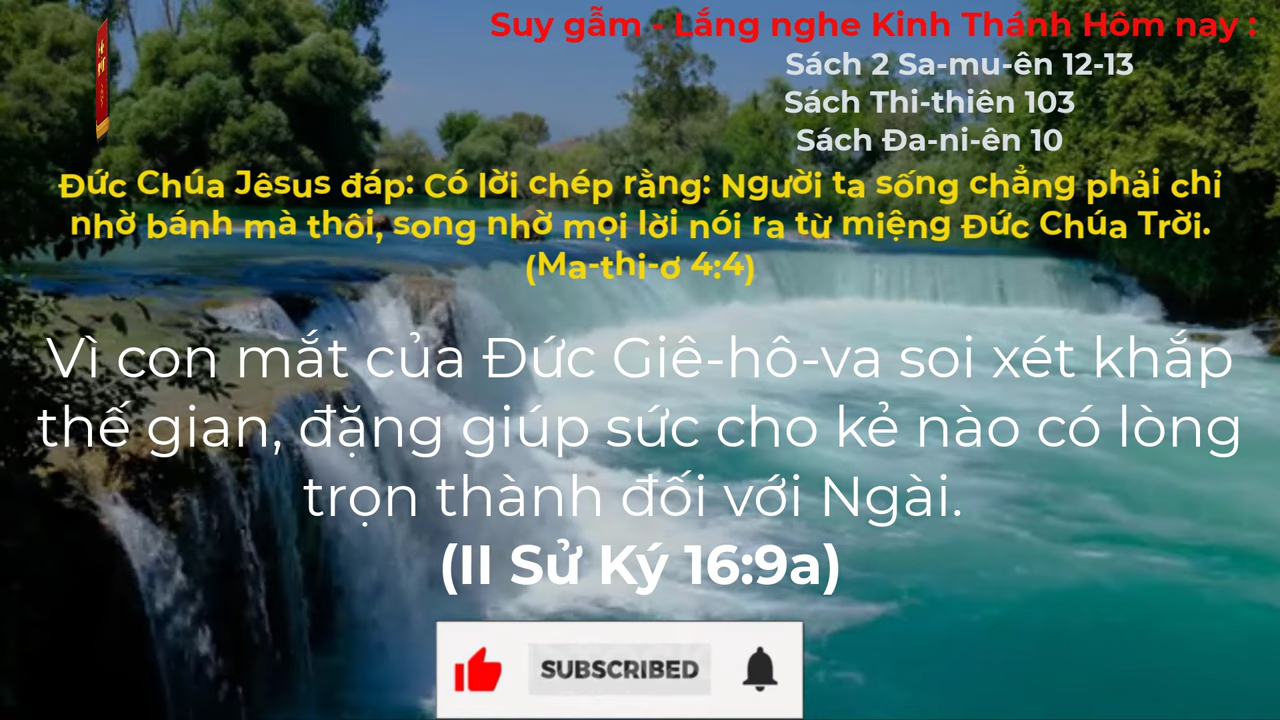 Suy gẫm - Lắng nghe Kinh Thánh Hôm nay :
Sách 2 Sa-mu-ên 12-13
Sách Thi-thiên 103
Sách Đa-ni-ên 10
Đức Chúa Jêsus đáp: Có lời chép rằng: Người ta sống chẳng phải chỉ
nhờ bánh mà thôi, song nhờ mọi lời nói ra từ miệng Đức Chúa Trời.
(Ma-thi-ơ 4:4)
Vì con mắt của Đức Giê-hô-va soi xét khắp
thế gian, đặng giúp sức cho kẻ nào có lòng
trọn thành đối với Ngài.
(II Sử Ký 16:9a)
SUBSCRIBED